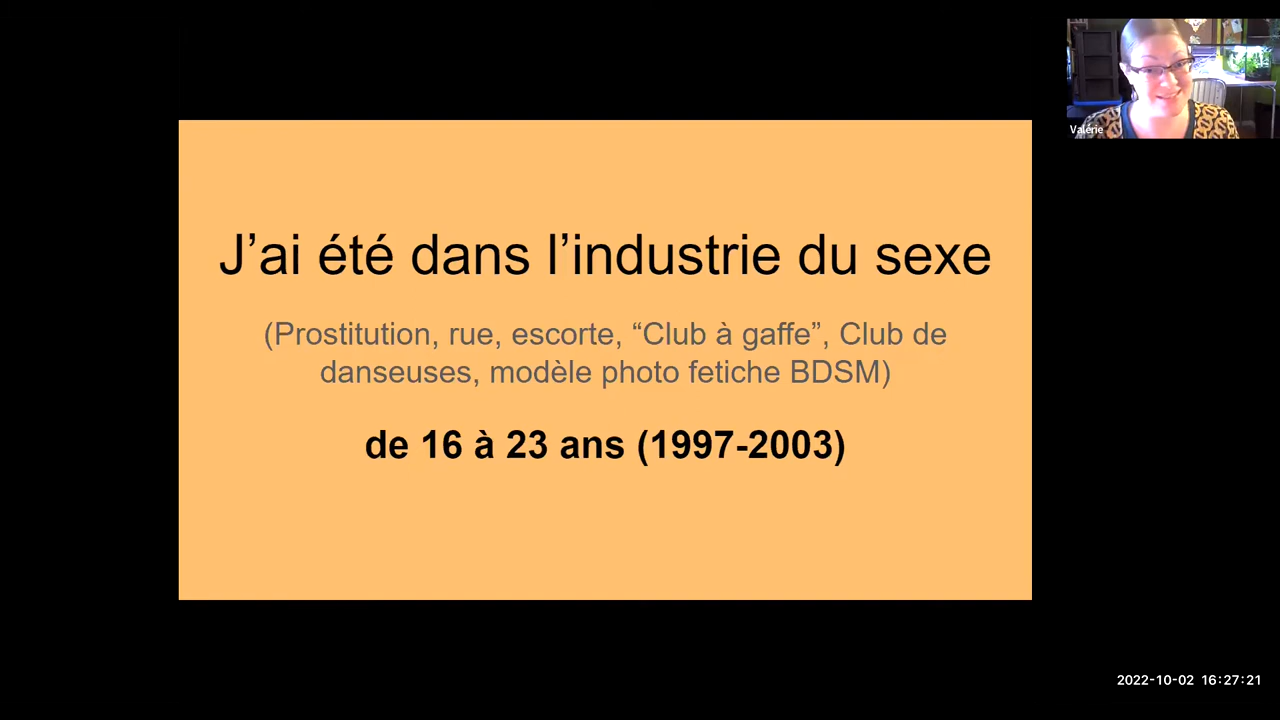 Valérie
J’ai été dans l’industrie du sexe
(Prostitution, rue, escorte, “Club à gaffe”, Club de
danseuses, modèle photo fetiche BDSM)
de 16 à 23 ans (1997-2003)
2022-10-02 16:27:21